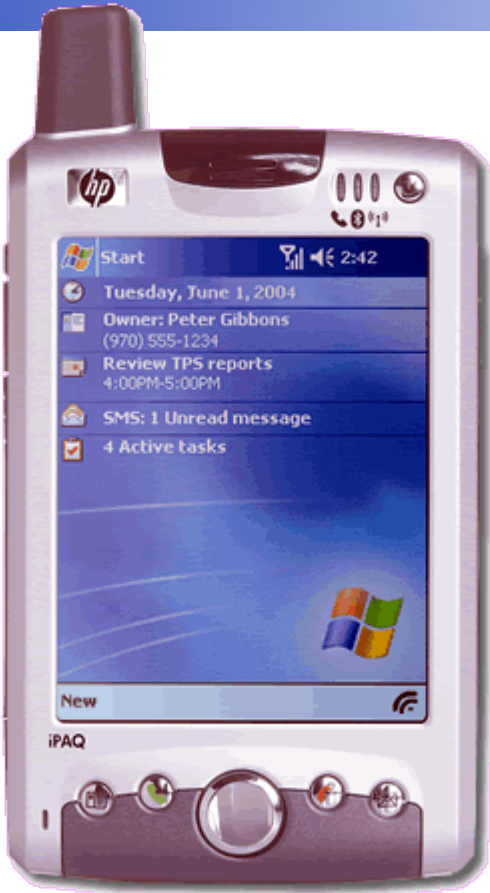 hp
Start 2:42
Tuesday, June 1, 2004
Owner: Peter Gibbons
(970) 555-1234
Review TPS reports
4:00PM-5:00PM
SMS: 1 Unread message
4 Active tasks
New
iPAQ